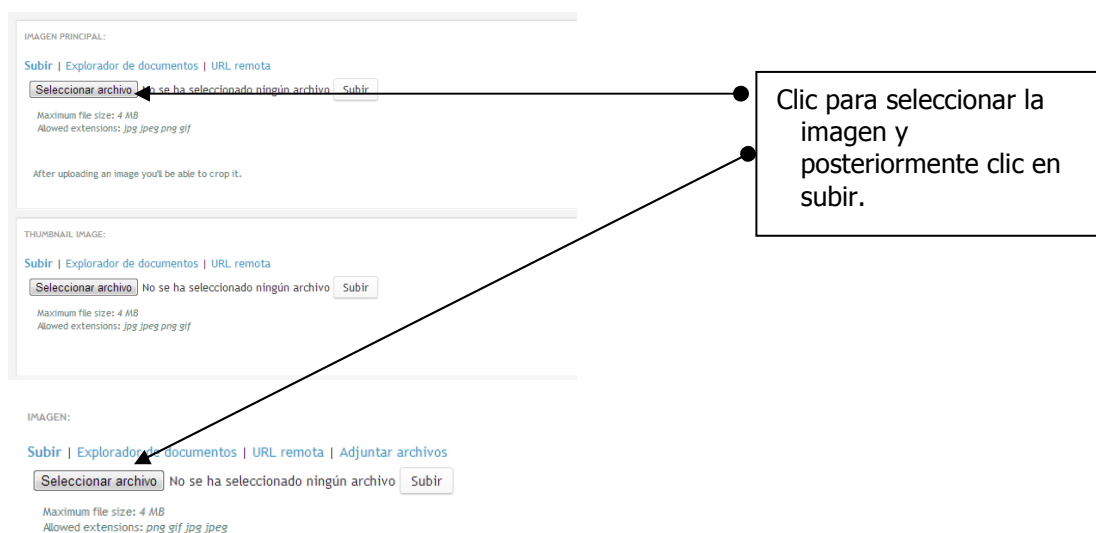 IMAGEN PRINCIPAL:
Subir | Explorador de documentos | URL remota
Seleccionar archivo No se ha seleccionado ningún archivo Subir
Maximum file size: 4 MB
Allowed extensions: jpg jpeg png gif
After uploading an image you'll be able to crop it.
THUMBNAIL IMAGE:
Subir | Explorador de documentos | URL remota
Seleccionar archivo No se ha seleccionado ningún archivo Subir
Maximum file size: 4 MB
Allowed extensions: jpg jpeg png gif
IMAGEN:
Subir | Explorador de documentos | URL remota | Adjuntar archivos
Seleccionar archivo No se ha seleccionado ningún archivo Subir
Maximum file size: 4 MB
Allowed extensions: png gif jpg jpeg
Clic para seleccionar la
imagen y
posteriormente clic en
subir.